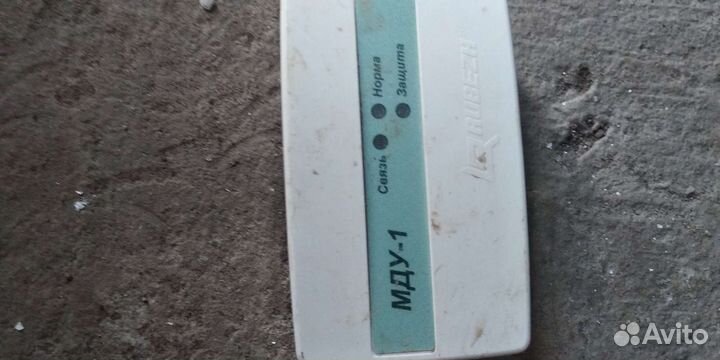 МДУ-1
Связь
Норма
Защита
RUBEZH
Avito